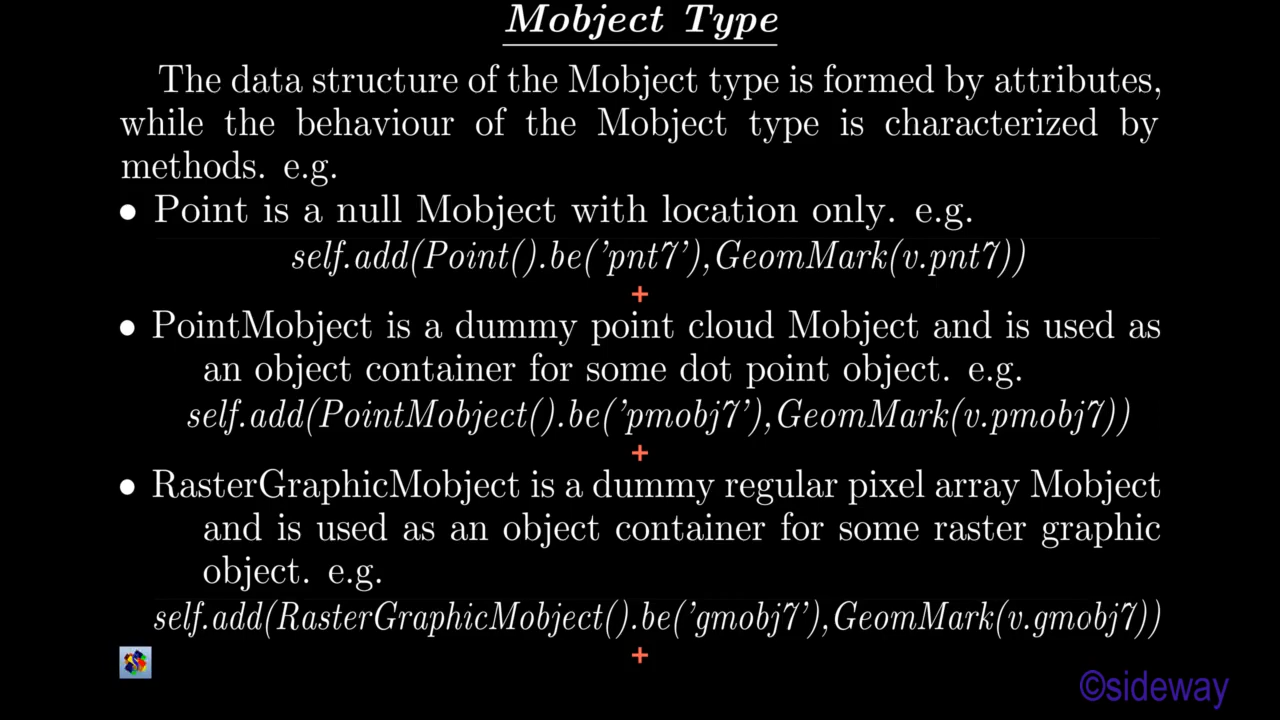 Mobject Type
The data structure of the Mobject type is formed by attributes,
while the behaviour of the Mobject type is characterized by
methods. e.g.
• Point is a null Mobject with location only. e.g.
self.add(Point().be('pnt7'),GeomMark(v.pnt7))
+
• PointMobject is a dummy point cloud Mobject and is used as
an object container for some dot point object. e.g.
self.add(PointMobject().be('pmobj7'),GeomMark(v.pmobj7))
+
• RasterGraphicMobject is a dummy regular pixel array Mobject
and is used as an object container for some raster graphic
object. e.g.
self.add(RasterGraphicMobject().be('gmobj7'),GeomMark(v.gmobj7))
+
©sideway